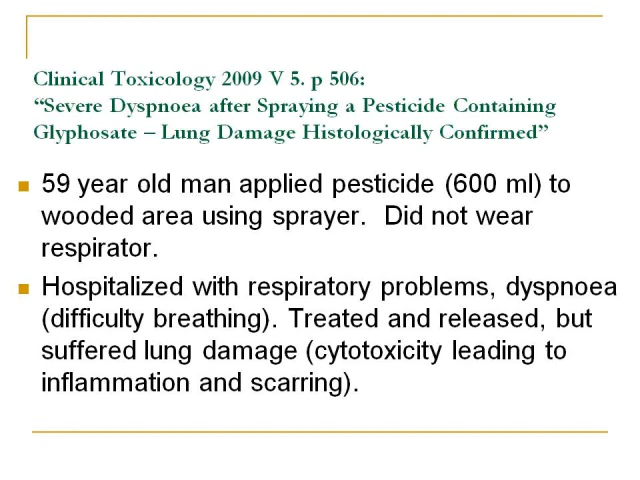 Clinical Toxicology 2009 V 5. p 506:
“Severe Dyspnoea after Spraying a Pesticide Containing
Glyphosate – Lung Damage Histologically Confirmed”
59 year old man applied pesticide (600 ml) to
wooded area using sprayer.  Did not wear
respirator.
Hospitalized with respiratory problems, dyspnoea
(difficulty breathing). Treated and released, but
suffered lung damage (cytotoxicity leading to
inflammation and scarring).